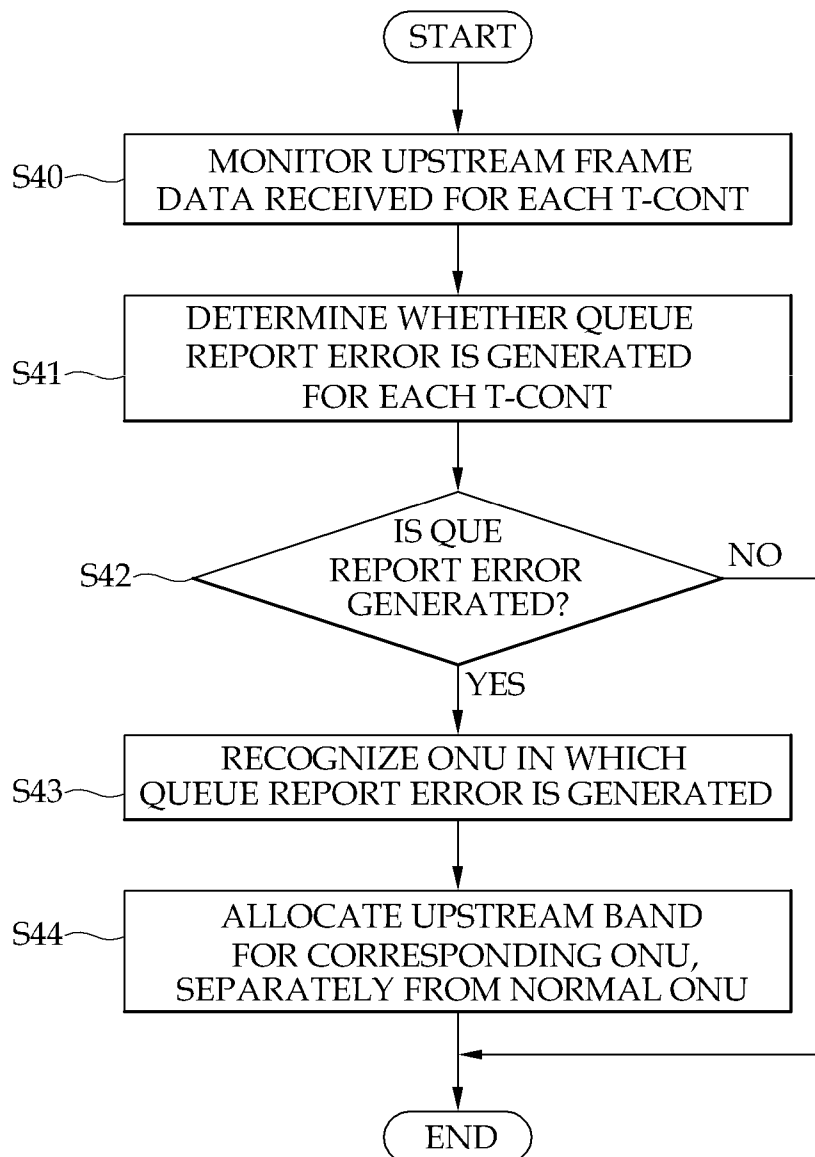 START
S40
MONITOR UPSTREAM FRAME
DATA RECEIVED FOR EACH T-CONT
S41
DETERMINE WHETHER QUEUE
REPORT ERROR IS GENERATED
FOR EACH T-CONT
S42
IS QUE
REPORT ERROR
GENERATED?
NO
YES
S43
RECOGNIZE ONU IN WHICH
QUEUE REPORT ERROR IS GENERATED
S44
ALLOCATE UPSTREAM BAND
FOR CORRESPONDING ONU,
SEPARATELY FROM NORMAL ONU
END